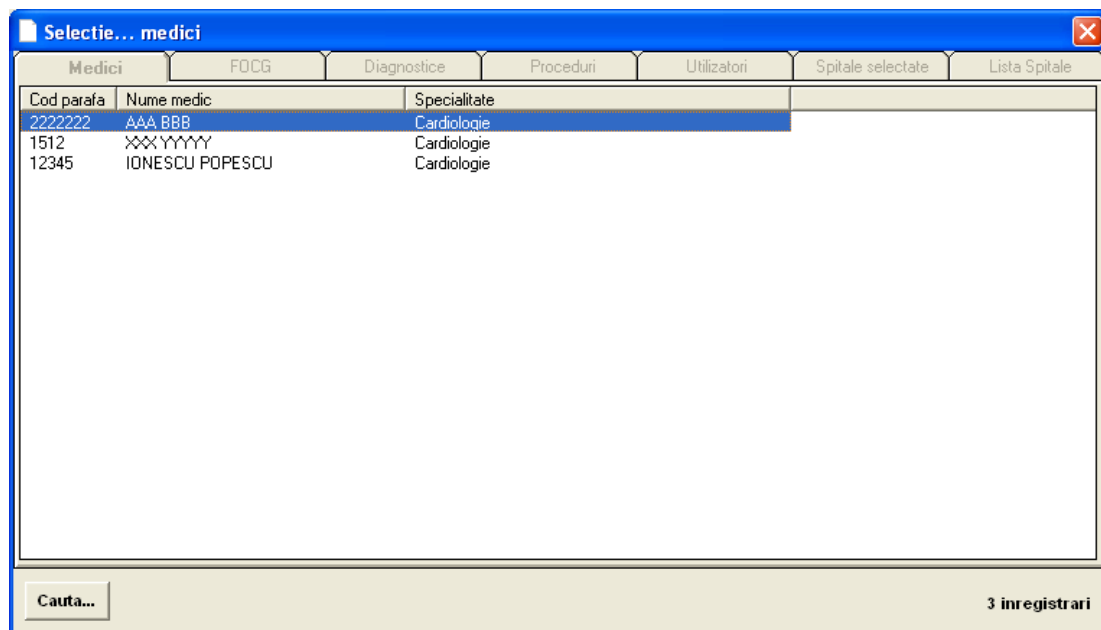 Selectie... medici
Medici FOCG Diagnostice Proceduri Utilizatori Spitale selectate Lista Spitale
Cod parafa Nume medic Specialitate
2222222 AAA BBB Cardiologie
1512 XXX YYYYY Cardiologie
12345 IONESCU POPESCU Cardiologie
Cauta... 3 inregistrari